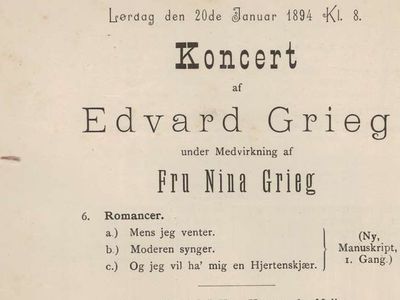 Lørdag den 20de Januar 1894 Kl. 8.
Koncert
af
Edvard Grieg
under Medvirkning af
Fru Nina Grieg
6. Romancer.
a.) Mens jeg venter.
b.) Moderen synger.
c.) Og jeg vil ha' mig en Hjertenskjær.
(Ny,
Manuskript,
1. Gang.)